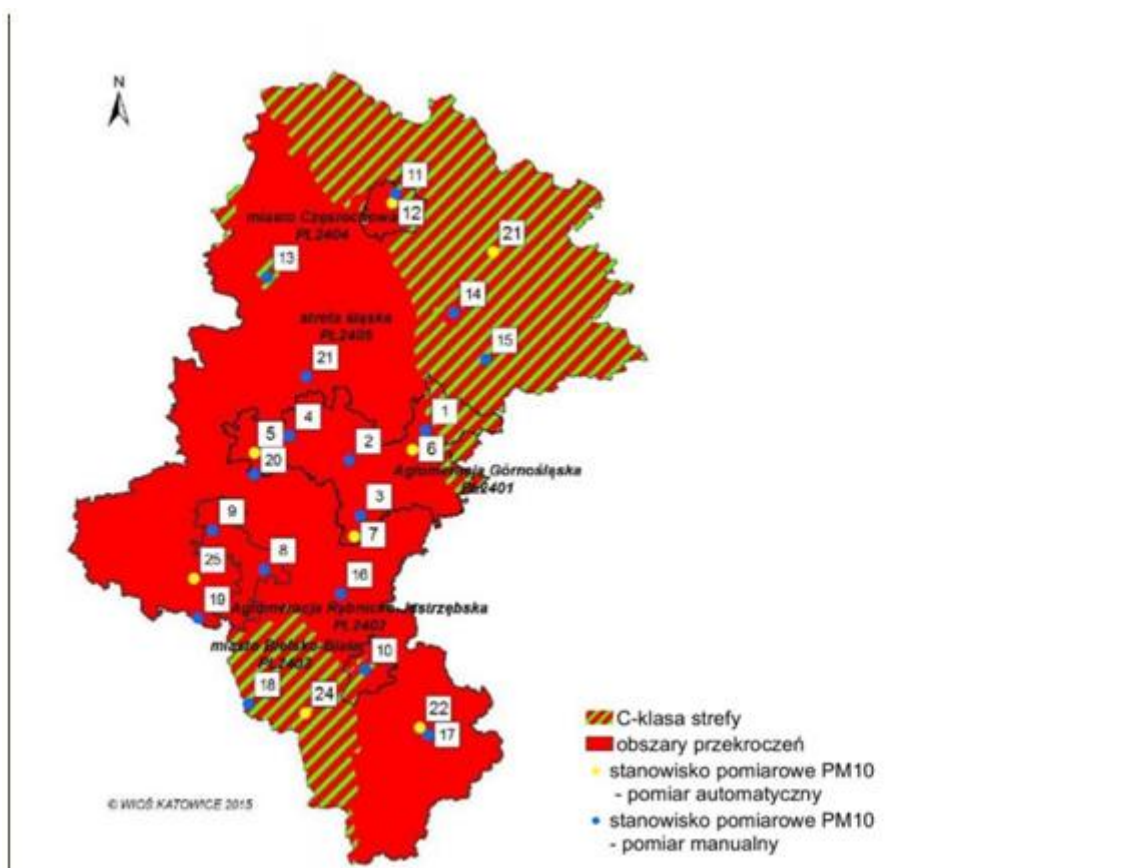 N
11
12
miasto Częstochowa
PL2404
21
13
14
strefa śląska
PL2405
15
21
1
4
5
2
6
20
Aglomeracja Górnośląska
PL2401
3
9
7
8
25
16
19
Aglomeracja Rybnicko-Jastrzębska
PL2402
miasto Bielsko-Biała
PL2403
10
18
24
22
17
C-klasa strefy
obszary przekroczeń
stanowisko pomiarowe PM10
- pomiar automatyczny
stanowisko pomiarowe PM10
- pomiar manualny
© WIOŚ KATOWICE 2015